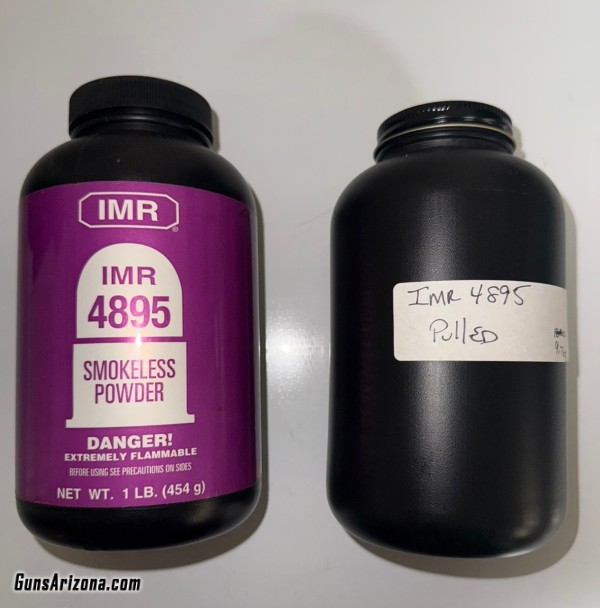 IMR
IMR
4895
SMOKELESS
POWDER
DANGER!
EXTREMELY FLAMMABLE
BEFORE USING SEE PRECAUTIONS ON SIDES
NET WT. 1 LB. (454 g)
IMR 4895
PullED
GunsArizona.com